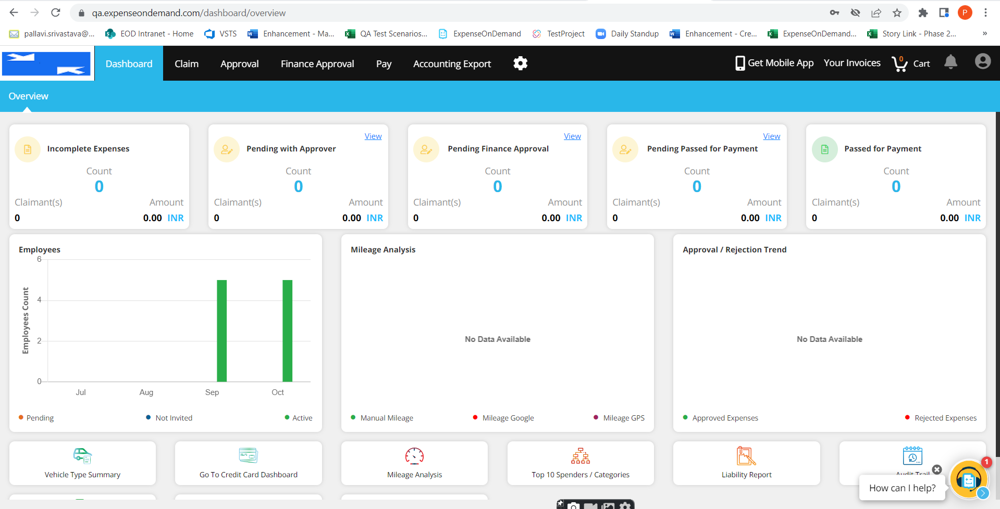 qa.expenseondemand.com/dashboard/overview
P
pallavi.srivastava@... EOD Intranet - Home VSTS Enhancement - Ma... QA Test Scenarios... ExpenseOnDemand TestProject Daily Standup Enhancement - Cre... ExpenseOnDemand... Story Link - Phase 2... »
Dashboard Claim Approval Finance Approval Pay Accounting Export Get Mobile App Your Invoices 0 Cart
Overview
View View View
Incomplete Expenses Pending with Approver Pending Finance Approval Pending Passed for Payment Passed for Payment
Count Count Count Count Count
0 0 0 0 0
Claimant(s) Amount Claimant(s) Amount Claimant(s) Amount Claimant(s) Amount Claimant(s) Amount
0 0.00 INR 0 0.00 INR 0 0.00 INR 0 0.00 INR 0 0.00 INR
Employees Mileage Analysis Approval / Rejection Trend
6
Employees Count
4
No Data Available No Data Available
2
0
Jul Aug Sep Oct
Pending Not Invited Active Manual Mileage Mileage Google Mileage GPS Approved Expenses Rejected Expenses
Vehicle Type Summary Go To Credit Card Dashboard Mileage Analysis Top 10 Spenders / Categories Liability Report Audit Trail
1
How can I help?